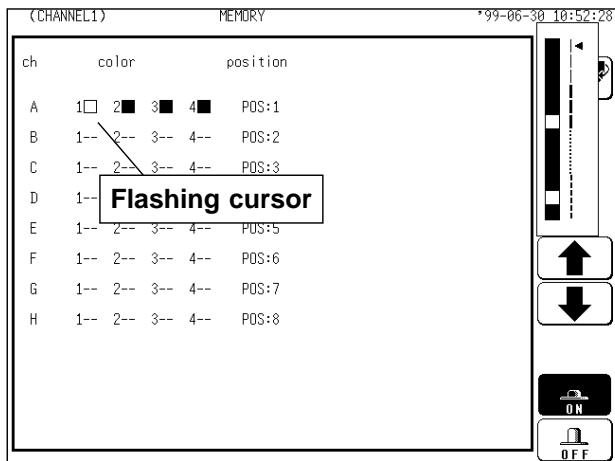 (CHANNEL1) MEMORY '99-06-30 10:52:28
ch color position
A 1□ 2■ 3■ 4■ POS:1
B 1-- 2-- 3-- 4-- POS:2
C 1-- 2-- 3-- 4-- POS:3
D 1--
Flashing cursor
E 1-- 2-- 3-- 4-- POS:5
F 1-- 2-- 3-- 4-- POS:6
G 1-- 2-- 3-- 4-- POS:7
H 1-- 2-- 3-- 4-- POS:8
ON
OFF